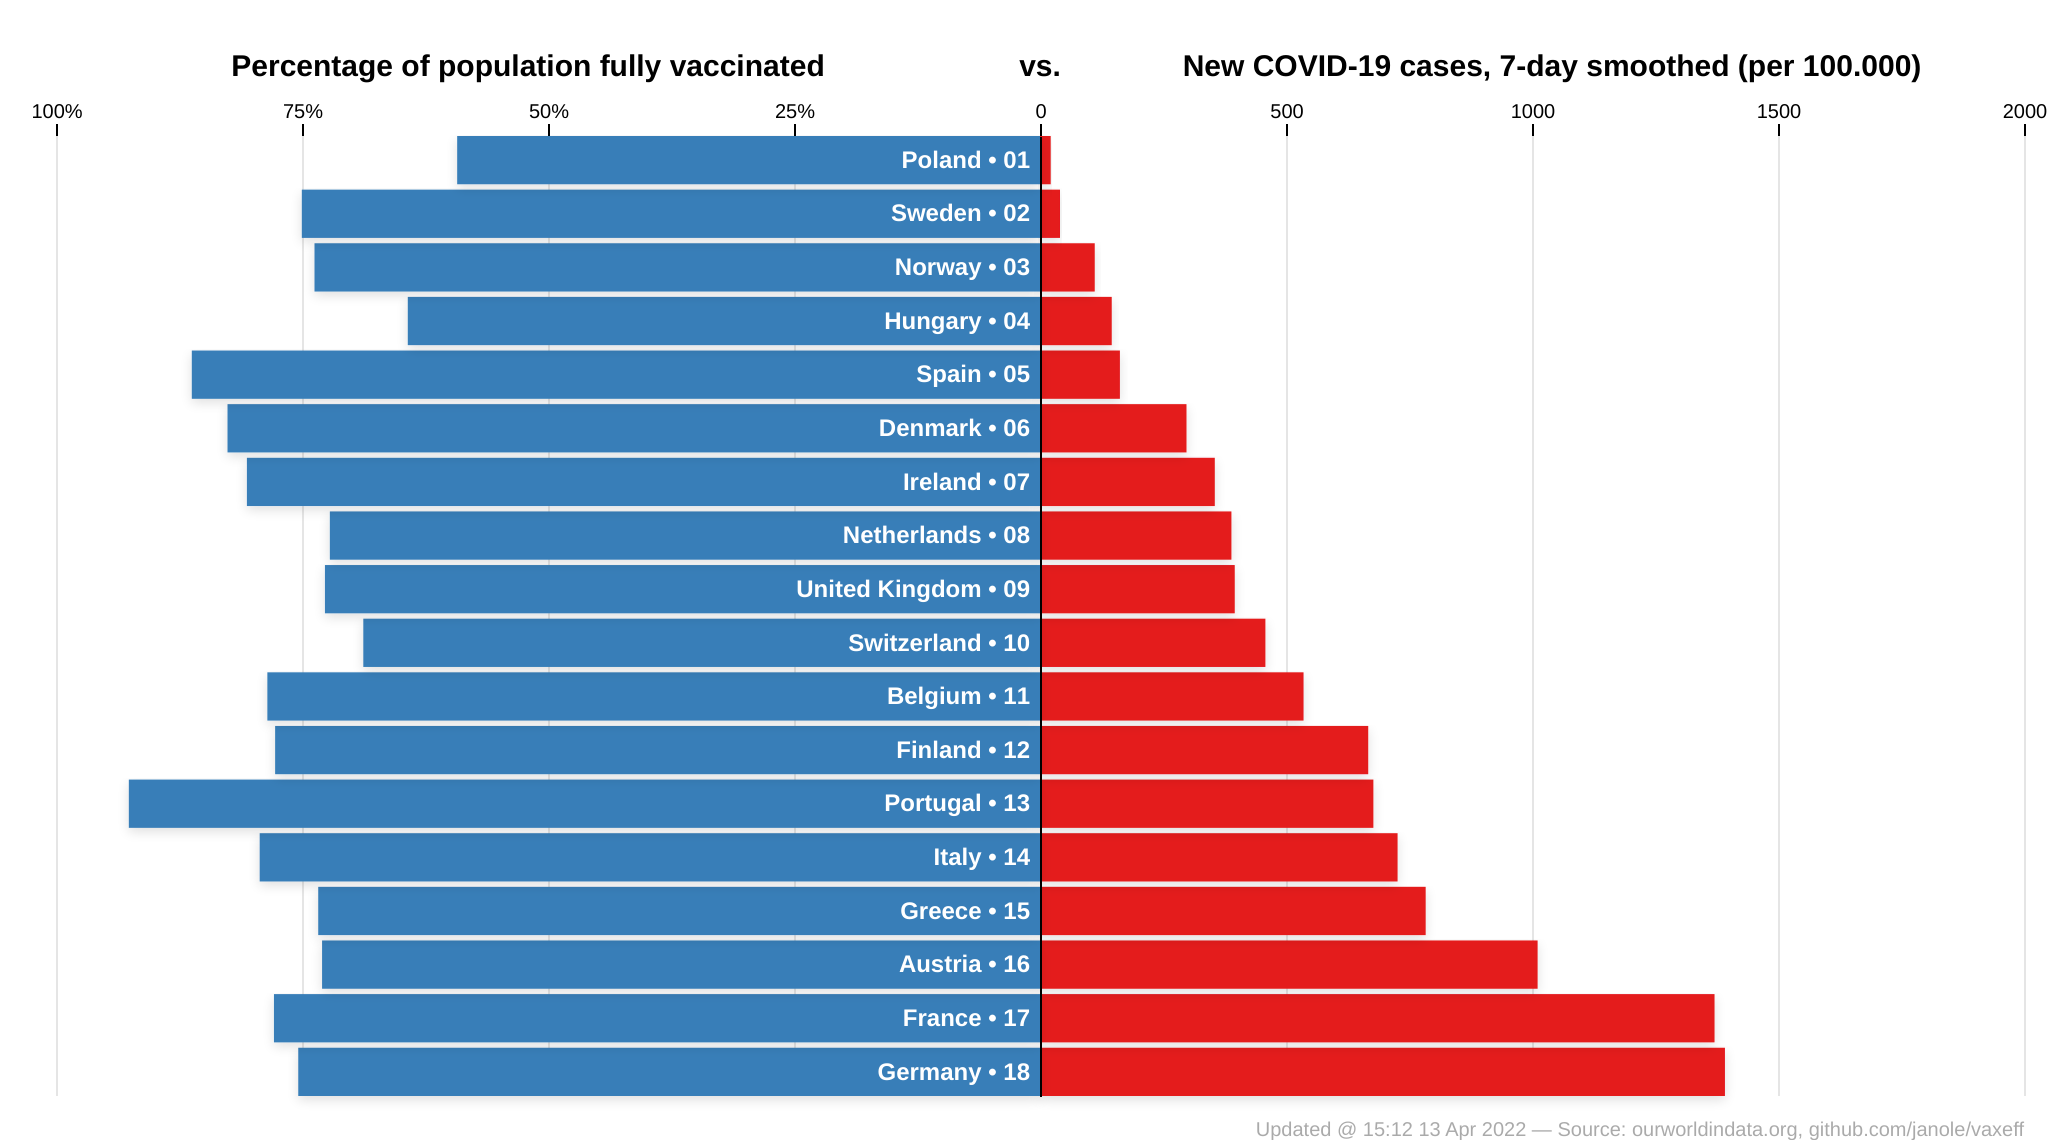 Percentage of population fully vaccinated vs. New COVID-19 cases, 7-day smoothed (per 100.000)
100% 75% 50% 25% 0 500 1000 1500 2000
Poland • 01
Sweden • 02
Norway • 03
Hungary • 04
Spain • 05
Denmark • 06
Ireland • 07
Netherlands • 08
United Kingdom • 09
Switzerland • 10
Belgium • 11
Finland • 12
Portugal • 13
Italy • 14
Greece • 15
Austria • 16
France • 17
Germany • 18
Updated @ 15:12 13 Apr 2022 — Source: ourworldindata.org, github.com/janole/vaxeff